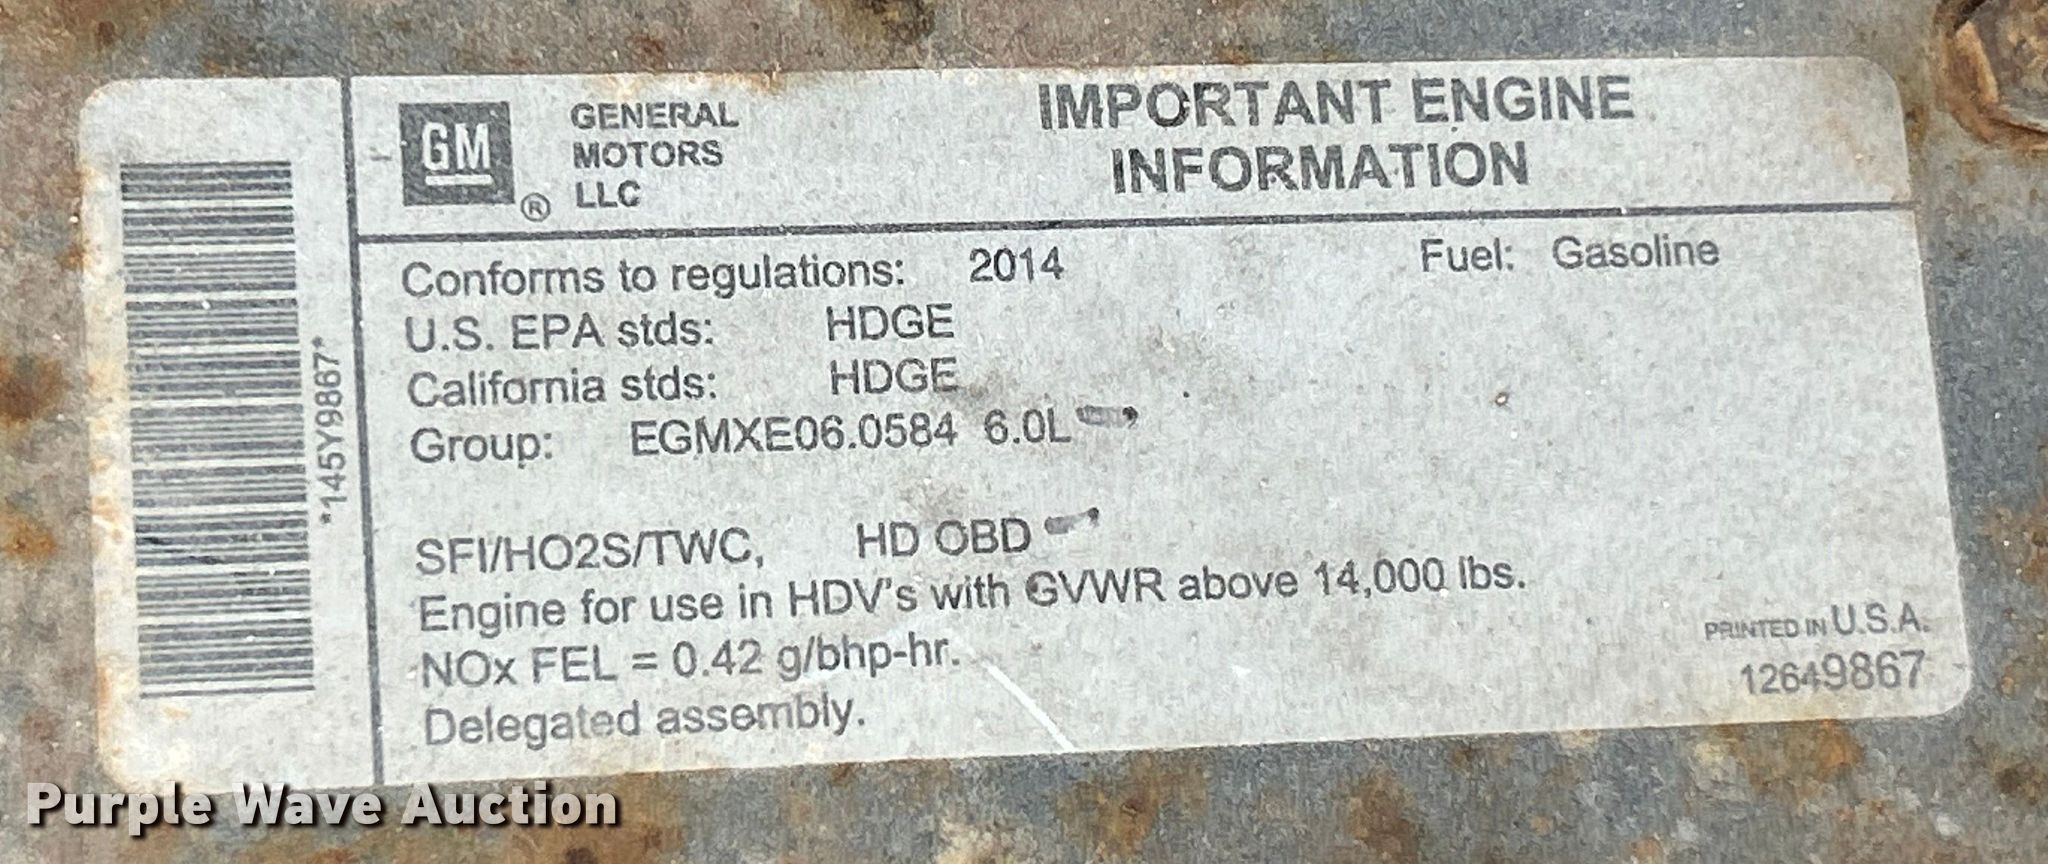 GM
®
GENERAL
MOTORS
LLC
IMPORTANT ENGINE
INFORMATION
Conforms to regulations: 2014 Fuel: Gasoline
U.S. EPA stds: HDGE
California stds: HDGE
Group: EGMXE06.0584 6.0L
SFI/HO2S/TWC, HD OBD
Engine for use in HDV's with GVWR above 14,000 lbs.
NOx FEL = 0.42 g/bhp-hr.
Delegated assembly.
PRINTED IN U.S.A.
12649867
*145Y9867*
Purple Wave Auction